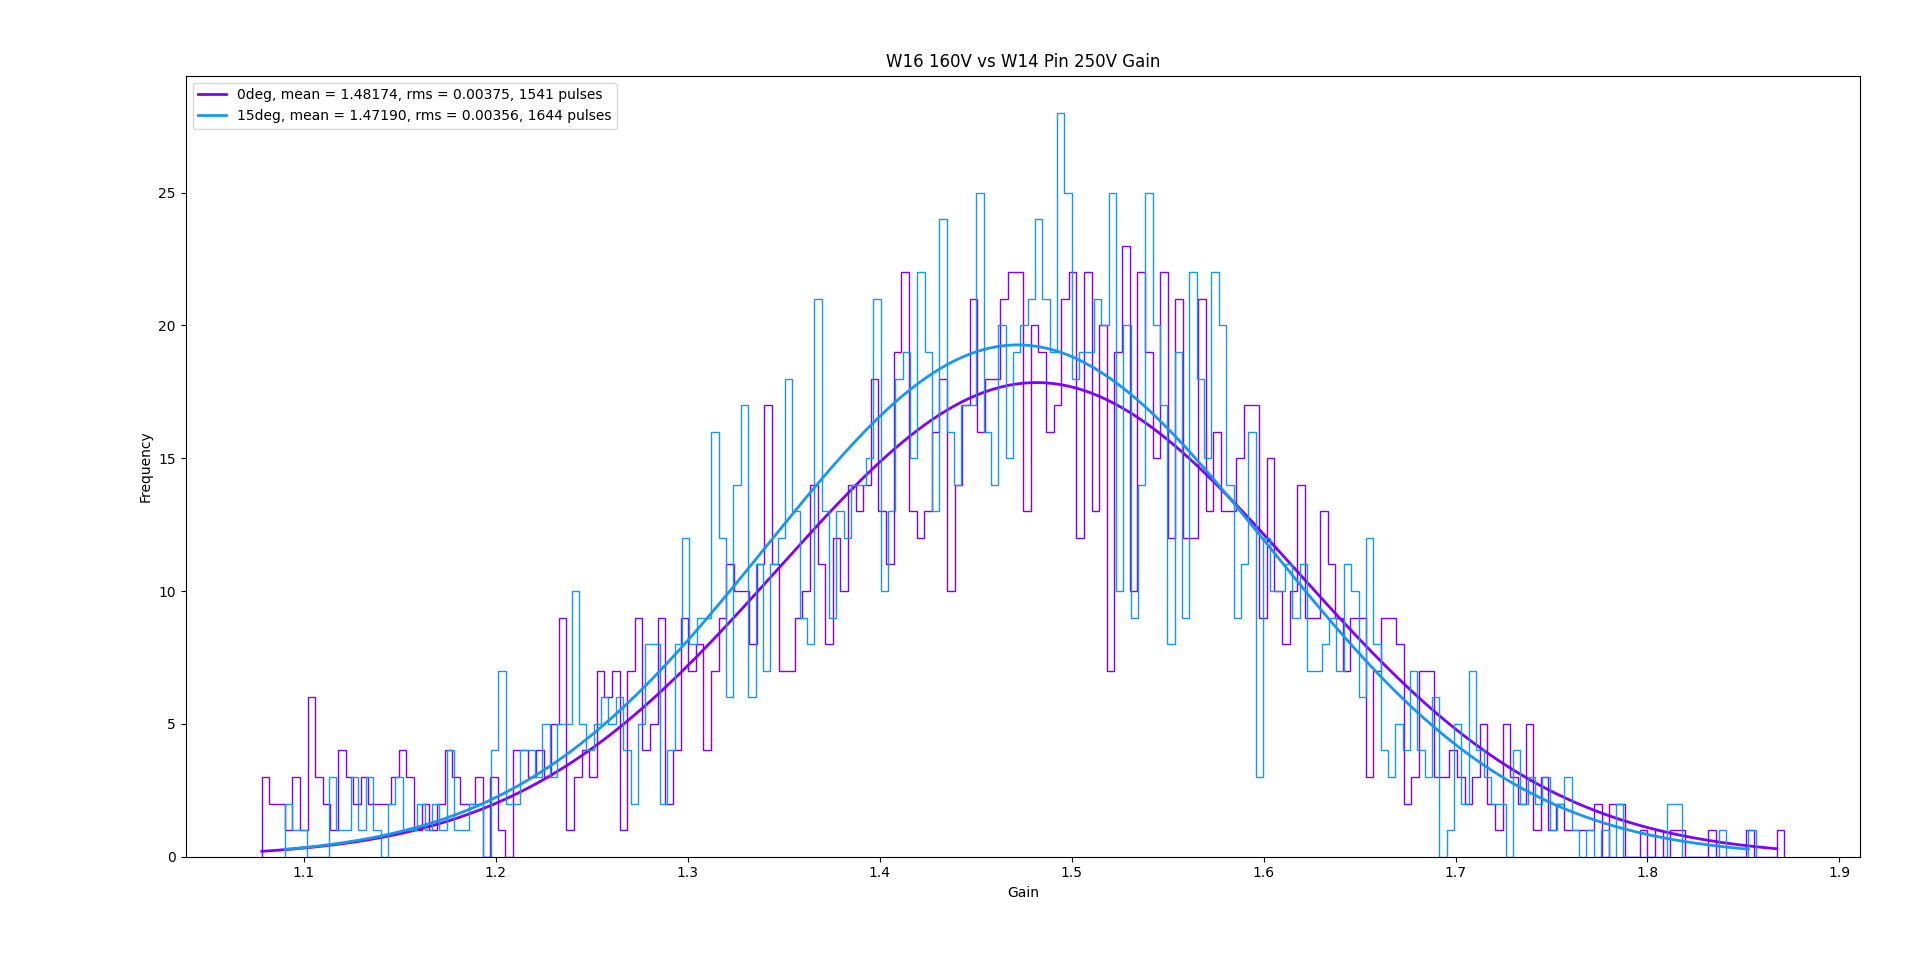 W16 160V vs W14 Pin 250V Gain
0deg, mean = 1.48174, rms = 0.00375, 1541 pulses
15deg, mean = 1.47190, rms = 0.00356, 1644 pulses
25
20
15
10
5
0
Frequency
1.1 1.2 1.3 1.4 1.5 1.6 1.7 1.8 1.9
Gain